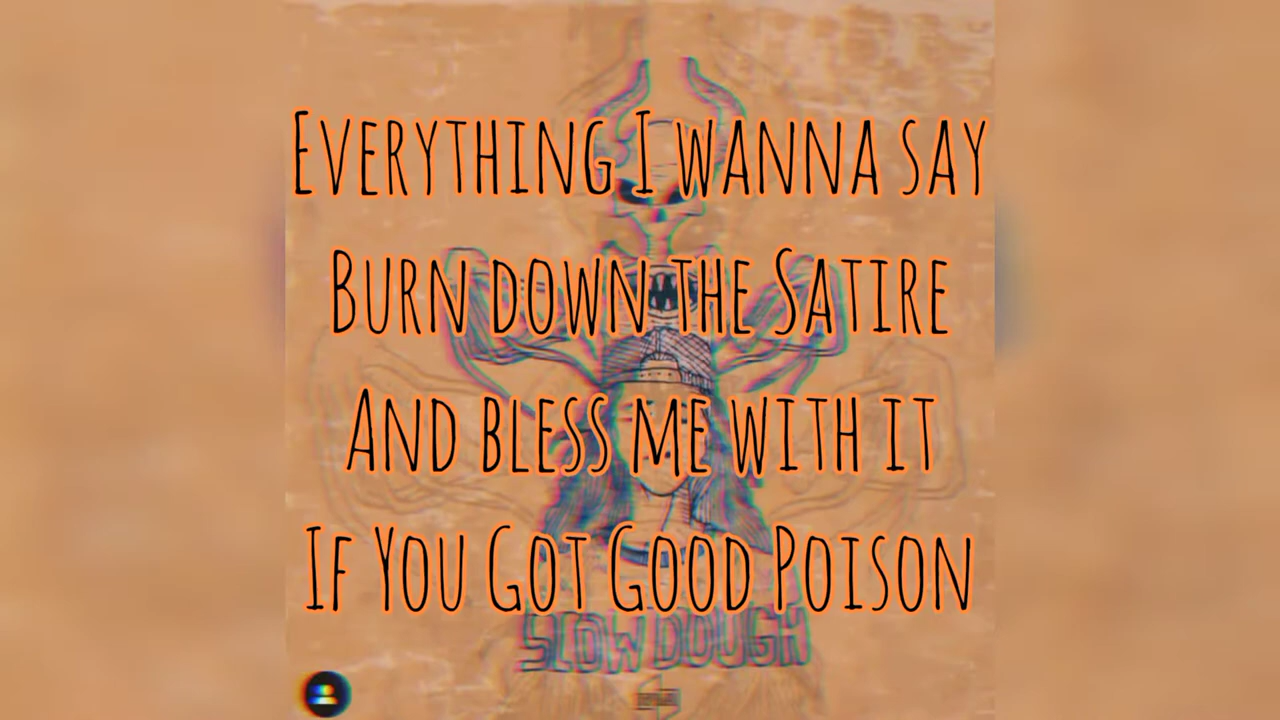 Everything I wanna say
Burn down the Satire
And bless me with it
If You Got Good Poison
SLOW DOUGH